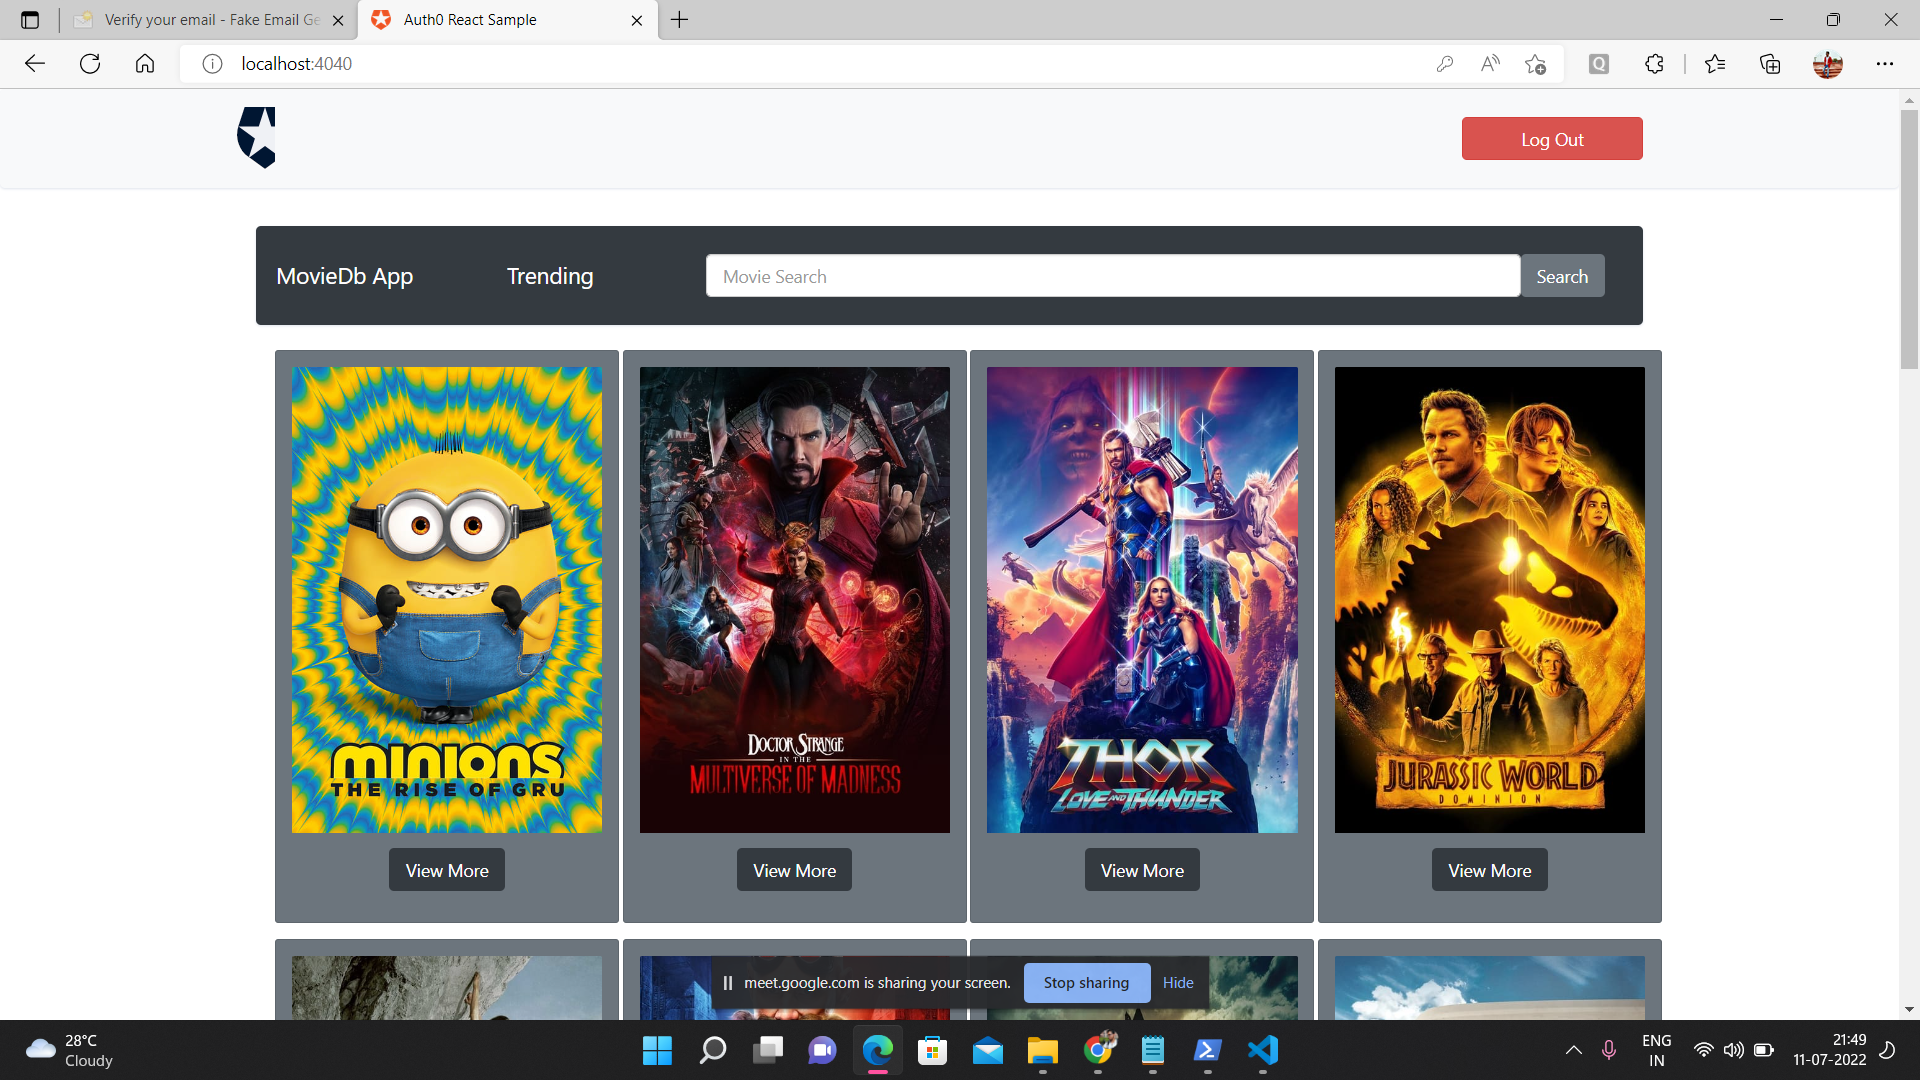 Verify your email - Fake Email Ge
Auth0 React Sample
localhost:4040
Log Out
MovieDb App
Trending
Movie Search
Search
minions
THE RISE OF GRU
DOCTOR STRANGE
IN THE
MULTIVERSE OF MADNESS
THOR
LOVE AND THUNDER
JURASSIC WORLD
DOMINION
View More
View More
View More
View More
meet.google.com is sharing your screen.
Stop sharing
Hide
28°C
Cloudy
ENG
IN
21:49
11-07-2022